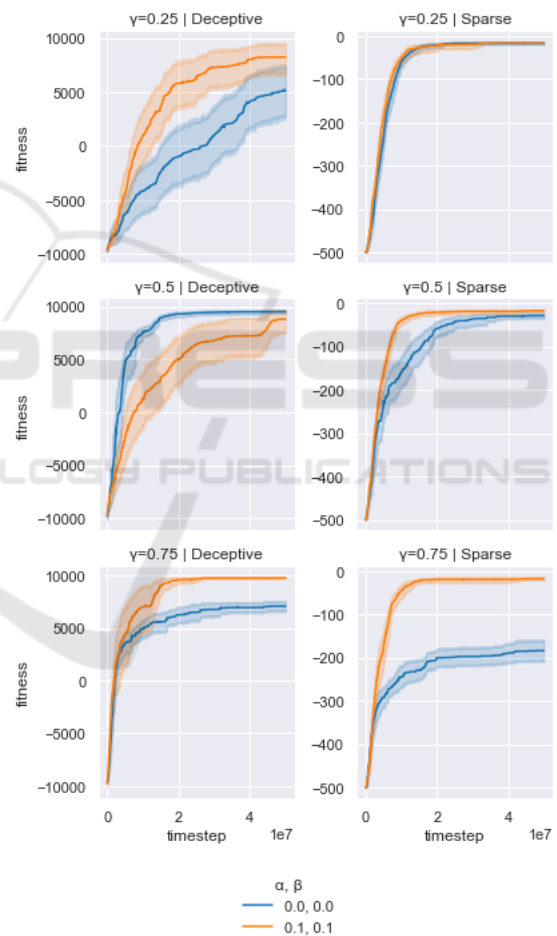 γ=0.25 | Deceptive
γ=0.25 | Sparse
10000
5000
0
−5000
−10000
fitness
0
−100
−200
−300
−400
−500
γ=0.5 | Deceptive
γ=0.5 | Sparse
10000
5000
0
−5000
−10000
fitness
0
−100
−200
−300
−400
−500
PRESS
LOGY PUBLICATIONS
γ=0.75 | Deceptive
γ=0.75 | Sparse
10000
5000
0
−5000
−10000
fitness
0
−100
−200
−300
−400
−500
0 2 4
timestep 1e7
0 2 4
timestep 1e7
α, β
0.0, 0.0
0.1, 0.1